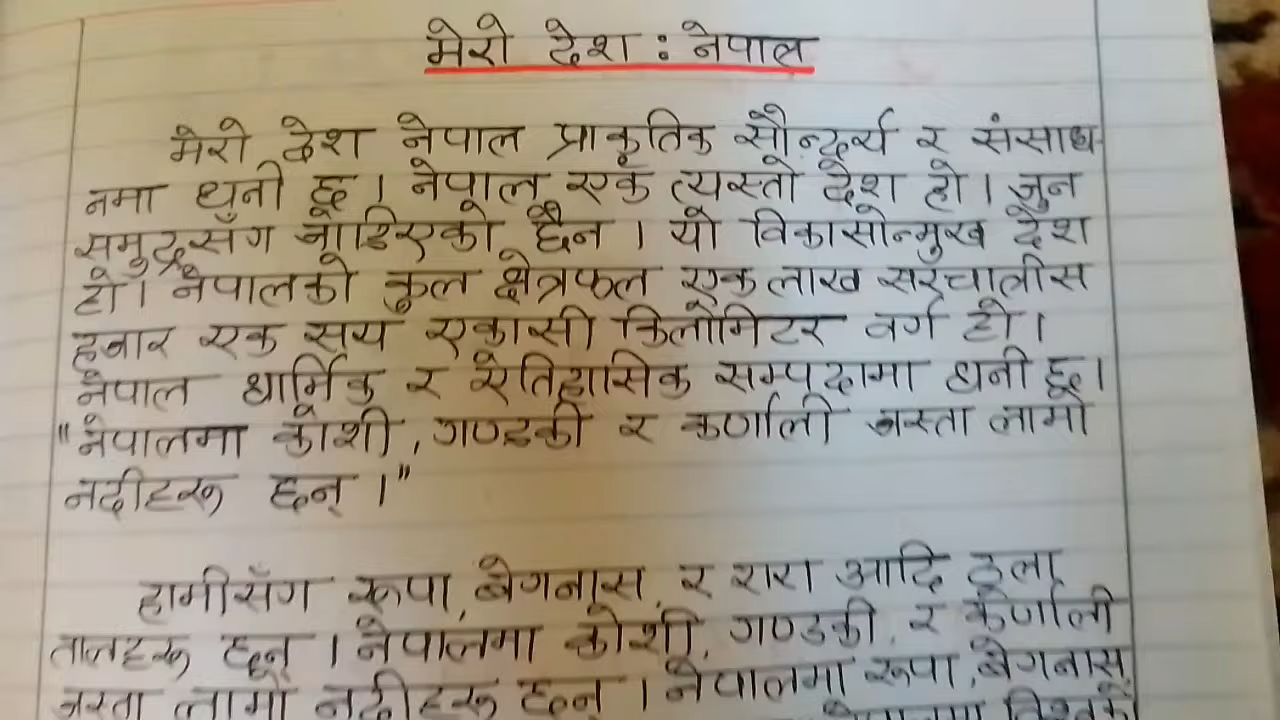 मेरो देश : नेपाल
मेरो देश नेपाल प्राकृतिक सौन्दर्य र संसाध-
नमा धनी छ । नेपाल एक त्यस्तो देश हो । जुन
समुद्रसँग जोडिएको छैन । यो विकासोन्मुख देश
हो । नेपालको कुल क्षेत्रफल एक लाख सरचालीस
हजार एक सय एकासी किलोमिटर वर्ग हो ।
नेपाल धार्मिक र ऐतिहासिक सम्पदामा धनी छ ।
"नेपालमा कोशी , गण्डकी र कर्णाली जस्ता लामा
नदीहरू छन् ।"
हामीसँग रूपा, बेगनास, र रारा आदि ठूला
तालहरू छन् । नेपालमा कोशी, गण्डकी, र कर्णाली
जस्ता लामा नदीहरू छन् । नेपालमा रूपा, बेगनास,
विश्वको